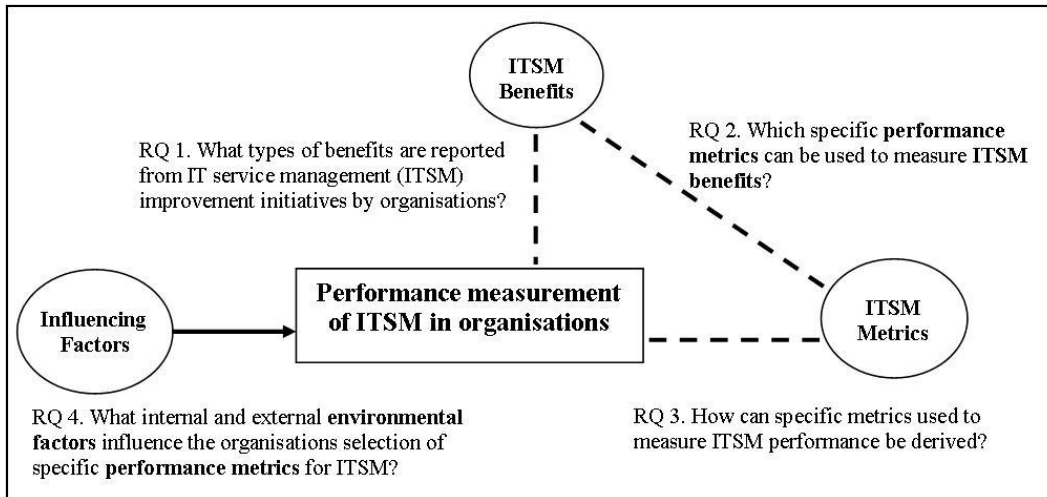 ITSM
Benefits
RQ 1. What types of benefits are reported
from IT service management (ITSM)
improvement initiatives by organisations?
RQ 2. Which specific performance
metrics can be used to measure ITSM
benefits?
Influencing
Factors
Performance measurement
of ITSM in organisations
ITSM
Metrics
RQ 4. What internal and external environmental
factors influence the organisations selection of
specific performance metrics for ITSM?
RQ 3. How can specific metrics used to
measure ITSM performance be derived?